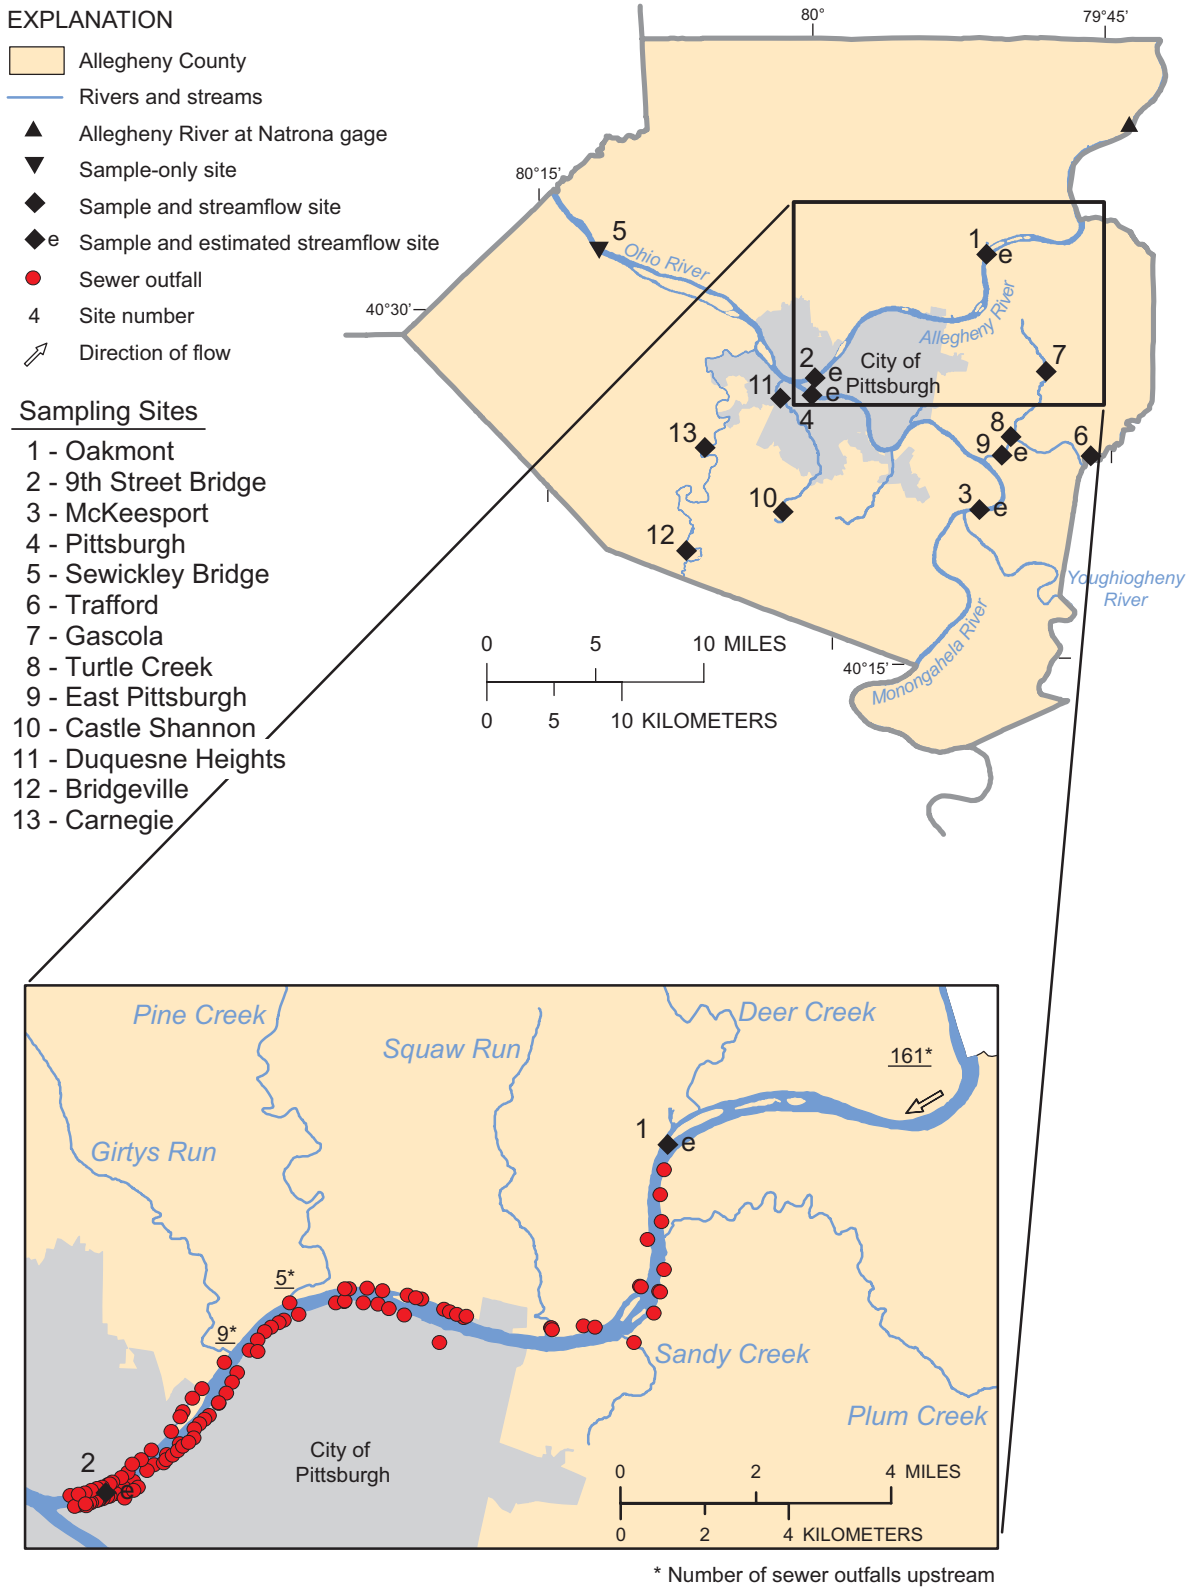 EXPLANATION
Allegheny County
Rivers and streams
Allegheny River at Natrona gage
Sample-only site
Sample and streamflow site
e Sample and estimated streamflow site
Sewer outfall
4 Site number
Direction of flow
Sampling Sites
1 - Oakmont
2 - 9th Street Bridge
3 - McKeesport
4 - Pittsburgh
5 - Sewickley Bridge
6 - Trafford
7 - Gascola
8 - Turtle Creek
9 - East Pittsburgh
10 - Castle Shannon
11 - Duquesne Heights
12 - Bridgeville
13 - Carnegie
80°
79°45'
80°15'
40°30'
40°15'
5
Ohio River
1
e
Allegheny River
2
e
City of
Pittsburgh
7
11
e
4
8
6
13
9
e
10
3
e
12
Youghiogheny
River
Monongahela River
0 5 10 MILES
0 5 10 KILOMETERS
Pine Creek
Deer Creek
Squaw Run
161*
1
e
Girtys Run
5*
9*
Sandy Creek
Plum Creek
2
e
City of
Pittsburgh
0 2 4 MILES
0 2 4 KILOMETERS
* Number of sewer outfalls upstream